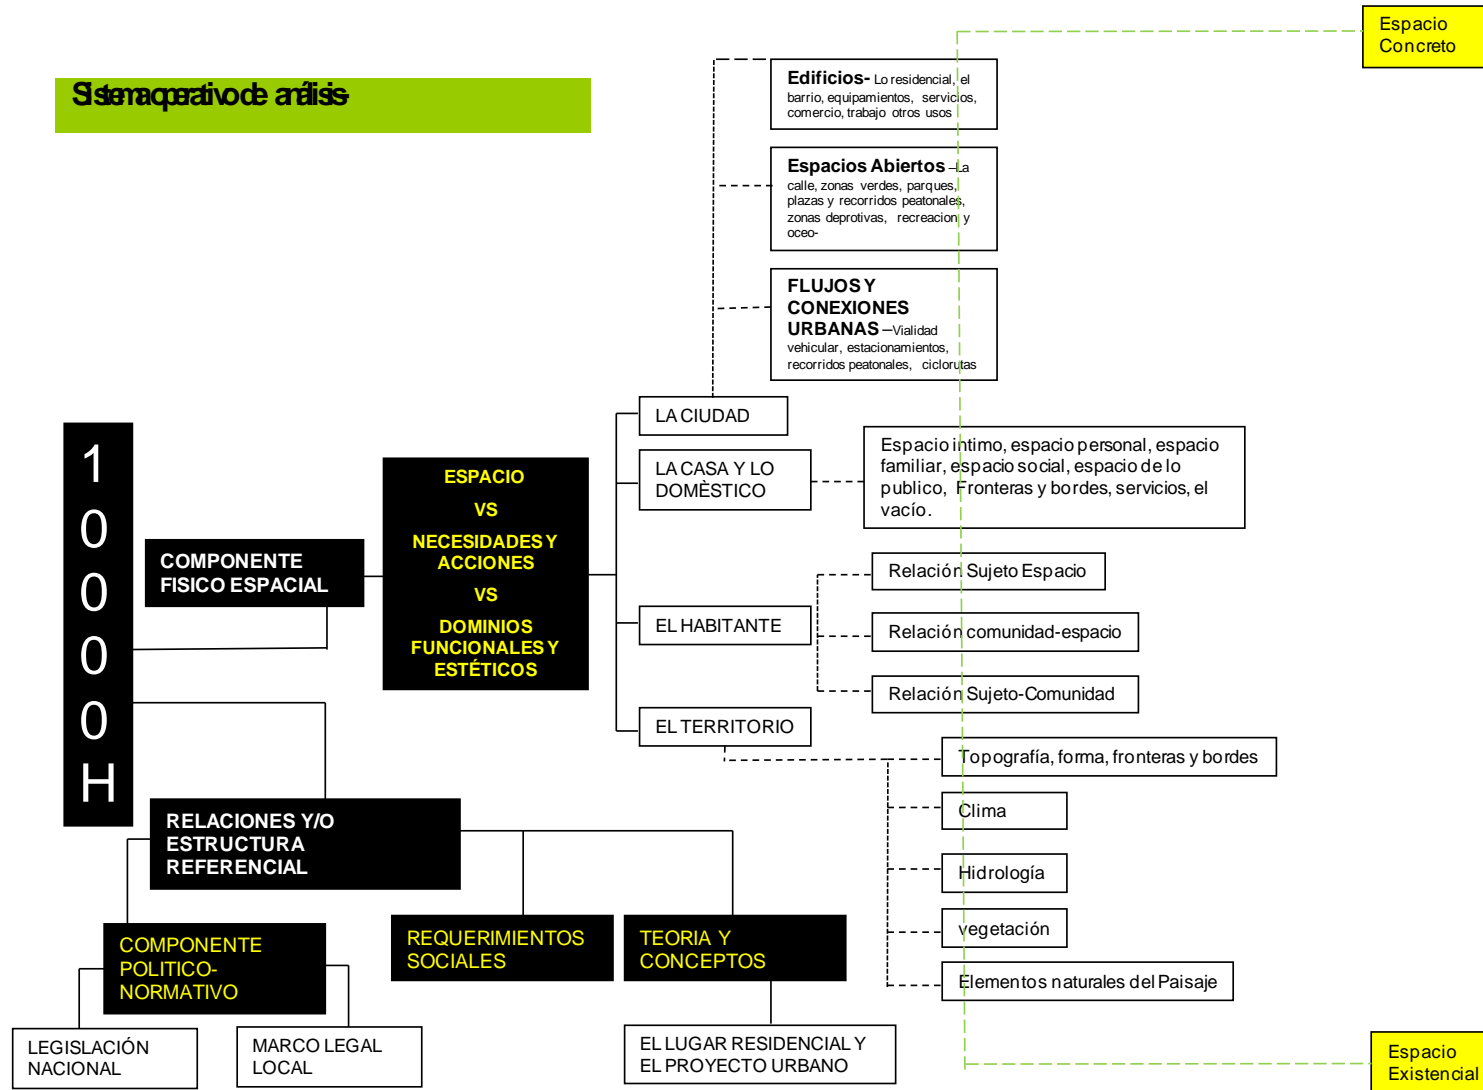 Espacio
Concreto
Sistema operativo de análisis-
Edificios- Lo residencial, el
barrio, equipamientos, servicios,
comercio, trabajo otros usos
Espacios Abiertos –La
calle, zonas verdes, parques,
plazas y recorridos peatonales,
zonas deprotivas, recreacion y
oceo-
FLUJOS Y
CONEXIONES
URBANAS –Vialidad
vehicular, estacionamientos,
recorridos peatonales, ciclorutas
LA CIUDAD
LA CASA Y LO
DOMÈSTICO
Espacio intimo, espacio personal, espacio
familiar, espacio social, espacio de lo
publico, Fronteras y bordes, servicios, el
vacío.
1
0
0
0
0
H
COMPONENTE
FISICO ESPACIAL
ESPACIO
VS
NECESIDADES Y
ACCIONES
VS
DOMINIOS
FUNCIONALES Y
ESTÉTICOS
EL HABITANTE
Relación Sujeto Espacio
Relación comunidad-espacio
Relación Sujeto-Comunidad
EL TERRITORIO
Topografía, forma, fronteras y bordes
Clima
Hidrología
vegetación
Elementos naturales del Paisaje
RELACIONES Y/O
ESTRUCTURA
REFERENCIAL
COMPONENTE
POLITICO-
NORMATIVO
REQUERIMIENTOS
SOCIALES
TEORIA Y
CONCEPTOS
LEGISLACIÓN
NACIONAL
MARCO LEGAL
LOCAL
EL LUGAR RESIDENCIAL Y
EL PROYECTO URBANO
Espacio
Existencial